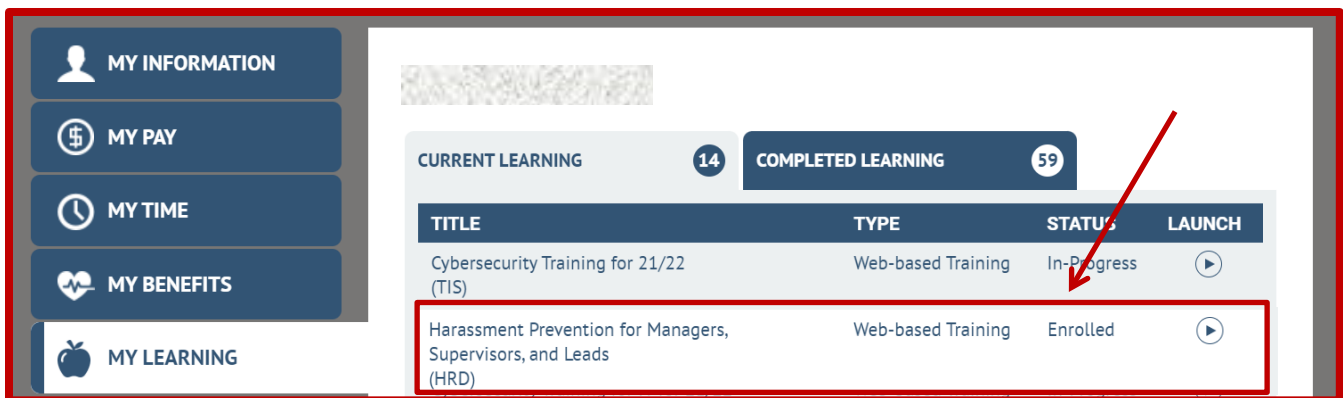 MY INFORMATION
MY PAY
MY TIME
MY BENEFITS
MY LEARNING
CURRENT LEARNING 14 COMPLETED LEARNING 59
TITLE TYPE STATUS LAUNCH
Cybersecurity Training for 21/22 Web-based Training In-Progress
(TIS)
Harassment Prevention for Managers, Web-based Training Enrolled
Supervisors, and Leads
(HRD)